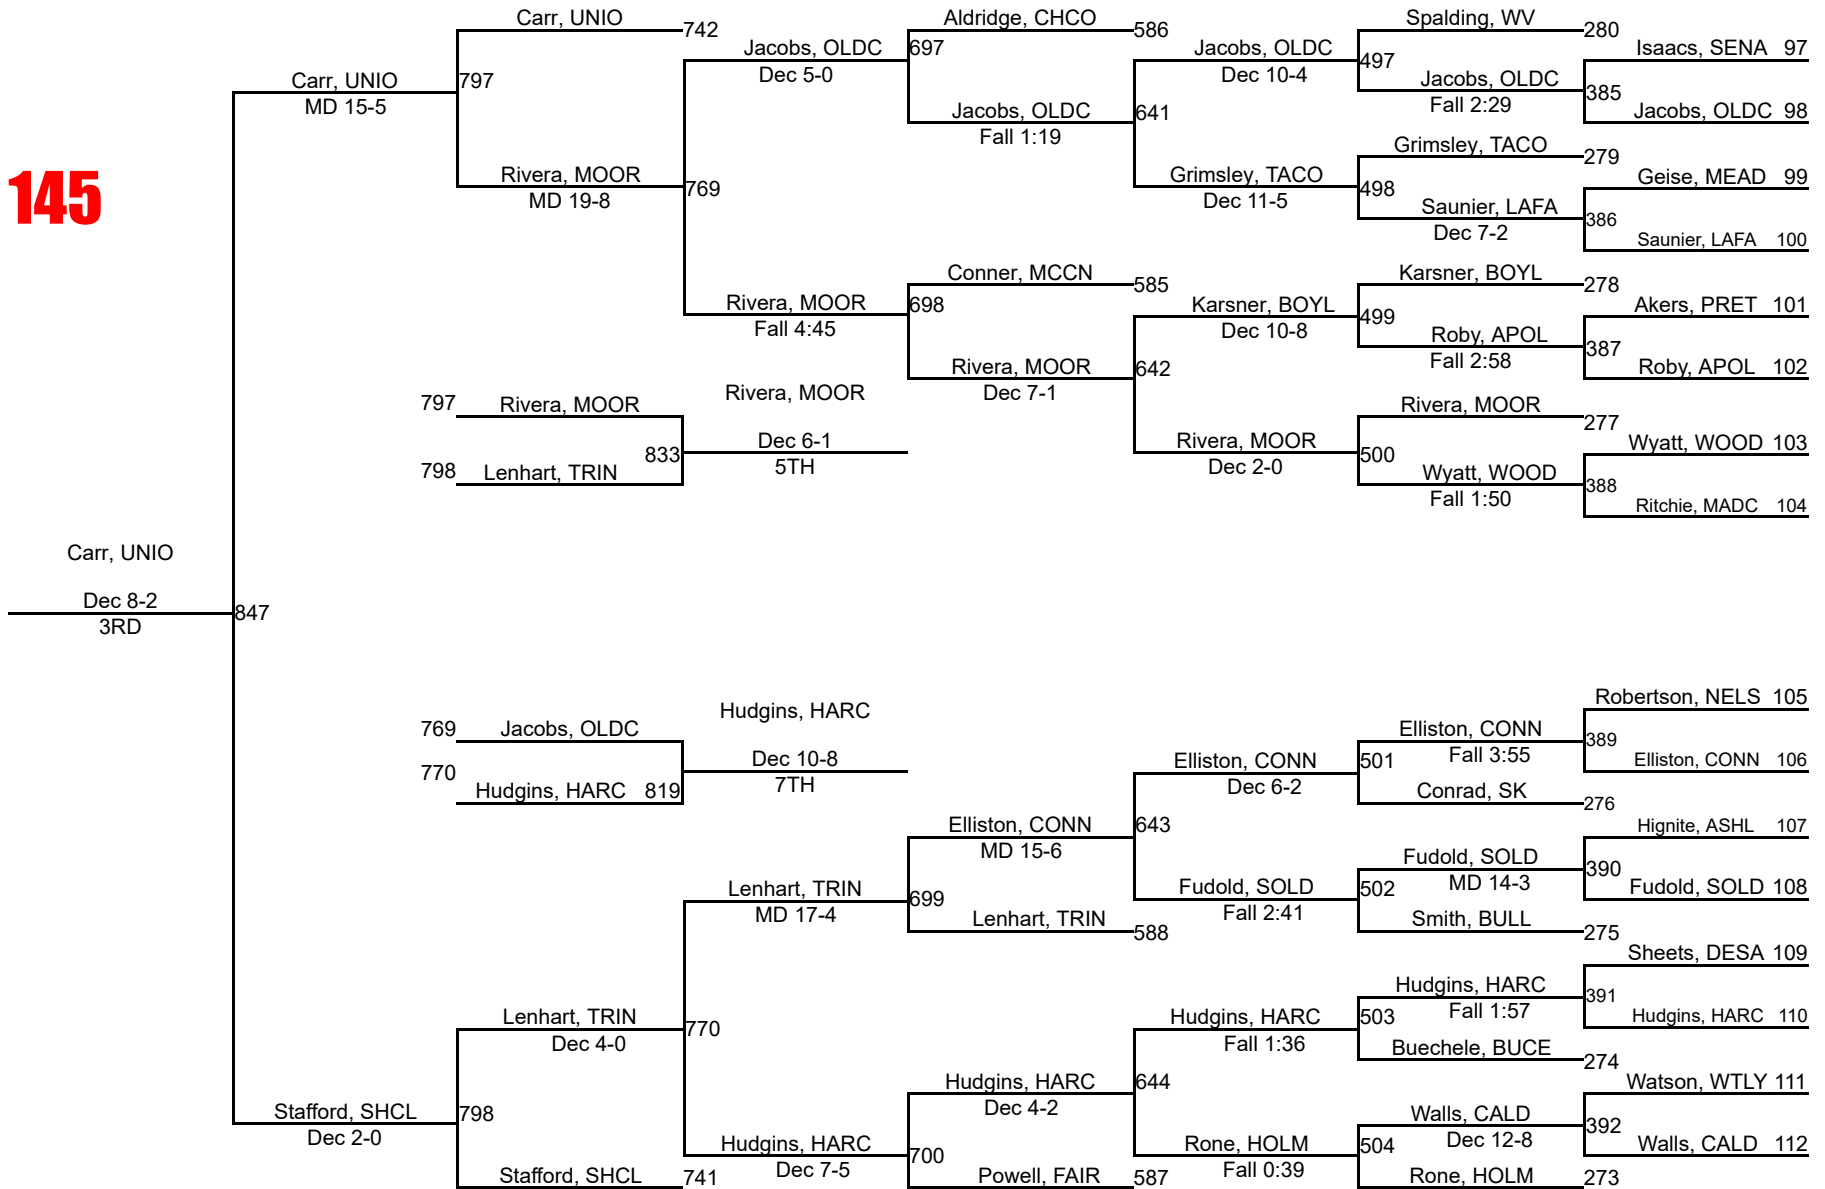 Carr, UNIO
742
Aldridge, CHCO
586
Spalding, WV
280
Jacobs, OLDC
697
Dec 5-0
Jacobs, OLDC
497
Dec 10-4
Isaacs, SENA 97
Carr, UNIO
797
MD 15-5
Jacobs, OLDC
385
Fall 2:29
Jacobs, OLDC
641
Fall 1:19
Jacobs, OLDC 98
145
Grimsley, TACO
279
Rivera, MOOR
769
MD 19-8
Grimsley, TACO
498
Dec 11-5
Geise, MEAD 99
Saunier, LAFA
386
Dec 7-2
Saunier, LAFA 100
Conner, MCCN
585
Karsner, BOYL
278
Rivera, MOOR
698
Fall 4:45
Karsner, BOYL
499
Dec 10-8
Akers, PRET 101
Roby, APOL
387
Fall 2:58
Rivera, MOOR
642
Dec 7-1
Roby, APOL 102
Rivera, MOOR
797
Rivera, MOOR
Rivera, MOOR
277
833
Dec 6-1
5TH
Rivera, MOOR
500
Dec 2-0
Wyatt, WOOD 103
798
Lenhart, TRIN
Wyatt, WOOD
388
Fall 1:50
Ritchie, MADC 104
Carr, UNIO
Dec 8-2
847
3RD
Robertson, NELS 105
Hudgins, HARC
769
Jacobs, OLDC
Elliston, CONN
389
Fall 3:55
Dec 10-8
7TH
Elliston, CONN
501
Dec 6-2
Elliston, CONN 106
770
Hudgins, HARC 819
Conrad, SK
276
Elliston, CONN
643
MD 15-6
Hignite, ASHL 107
Fudold, SOLD
390
MD 14-3
Lenhart, TRIN
699
MD 17-4
Fudold, SOLD
502
Fall 2:41
Fudold, SOLD 108
Lenhart, TRIN
588
Smith, BULL
275
Sheets, DESA 109
Hudgins, HARC
391
Fall 1:57
Lenhart, TRIN
770
Dec 4-0
Hudgins, HARC
503
Fall 1:36
Hudgins, HARC 110
Buechele, BUCE
274
Hudgins, HARC
644
Dec 4-2
Watson, WTLY 111
Stafford, SHCL
798
Dec 2-0
Walls, CALD
392
Dec 12-8
Hudgins, HARC
700
Dec 7-5
Rone, HOLM
504
Fall 0:39
Walls, CALD 112
Stafford, SHCL
741
Powell, FAIR
587
Rone, HOLM
273